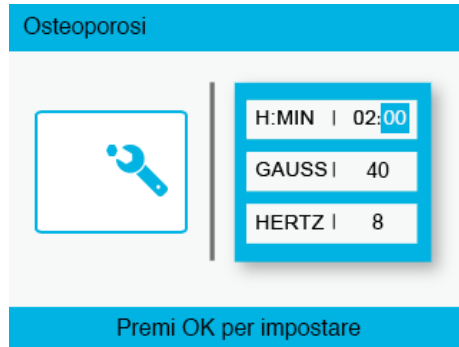 Osteoporosi
H:MIN | 02:00
GAUSS | 40
HERTZ | 8
Premi OK per impostare